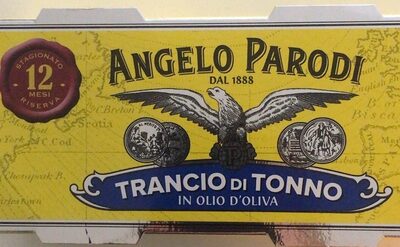 STAGIONATO
12
MESI
RISERVA
ANGELO PARODI
DAL 1888
TRANCIO DI TONNO
IN OLIO D'OLIVA